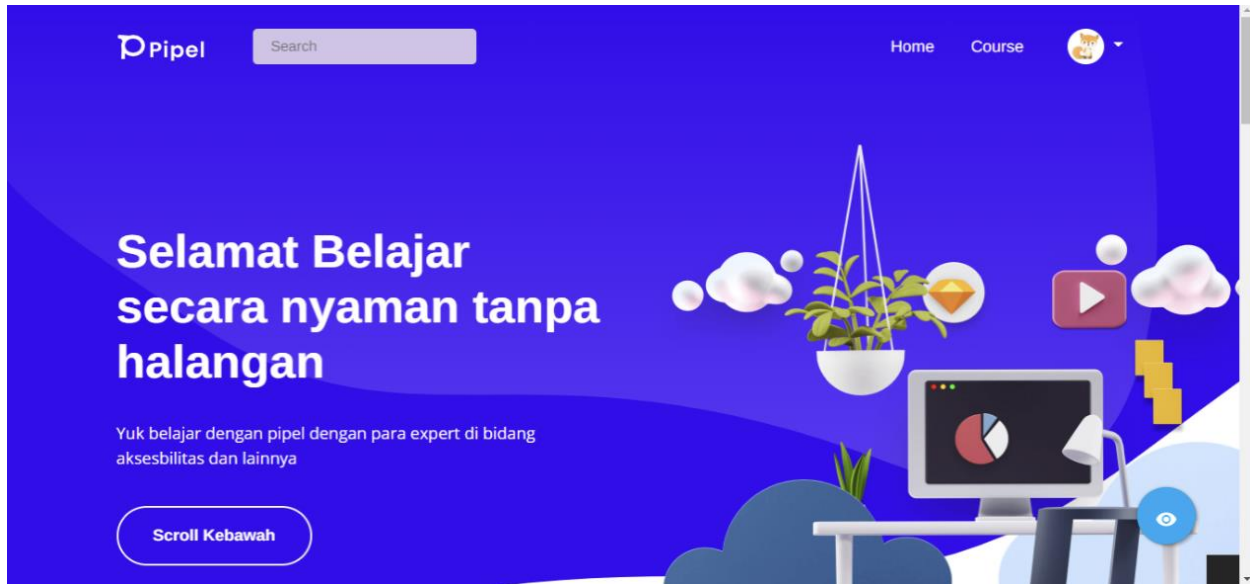 Pipel
Search
Home
Course
Selamat Belajar
secara nyaman tanpa
halangan
Yuk belajar dengan pipel dengan para expert di bidang
aksesbilitas dan lainnya
Scroll Kebawah